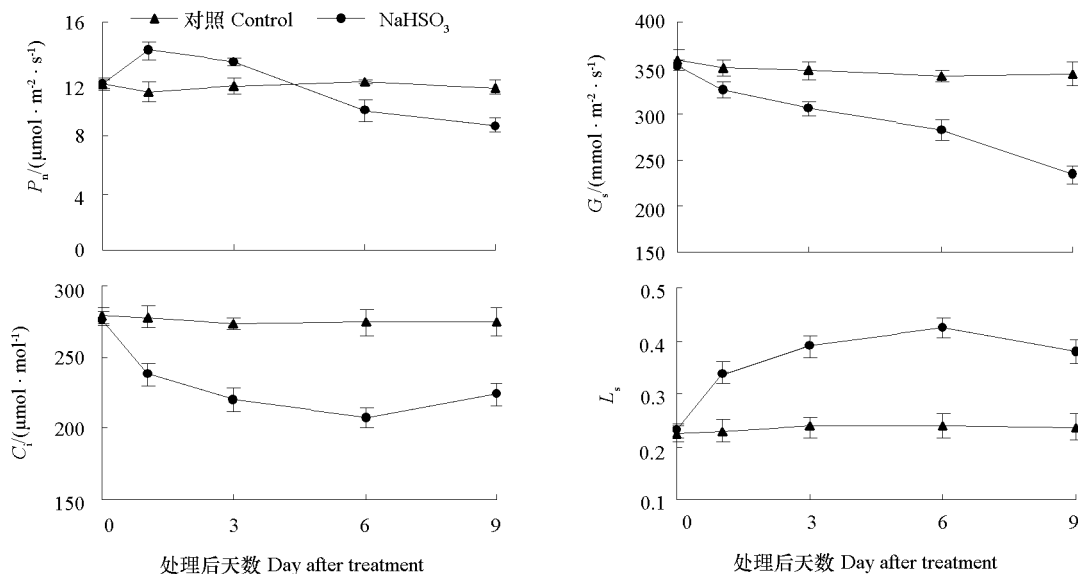 对照 Control
NaHSO₃
Pn/(μmol · m⁻² · s⁻¹)
16
12
8
4
0
Gs/(mmol · m⁻² · s⁻¹)
400
350
300
250
200
150
Ci/(μmol · mol⁻¹)
300
250
200
150
0 3 6 9
处理后天数 Day after treatment
Ls
0.5
0.4
0.3
0.2
0.1
0 3 6 9
处理后天数 Day after treatment